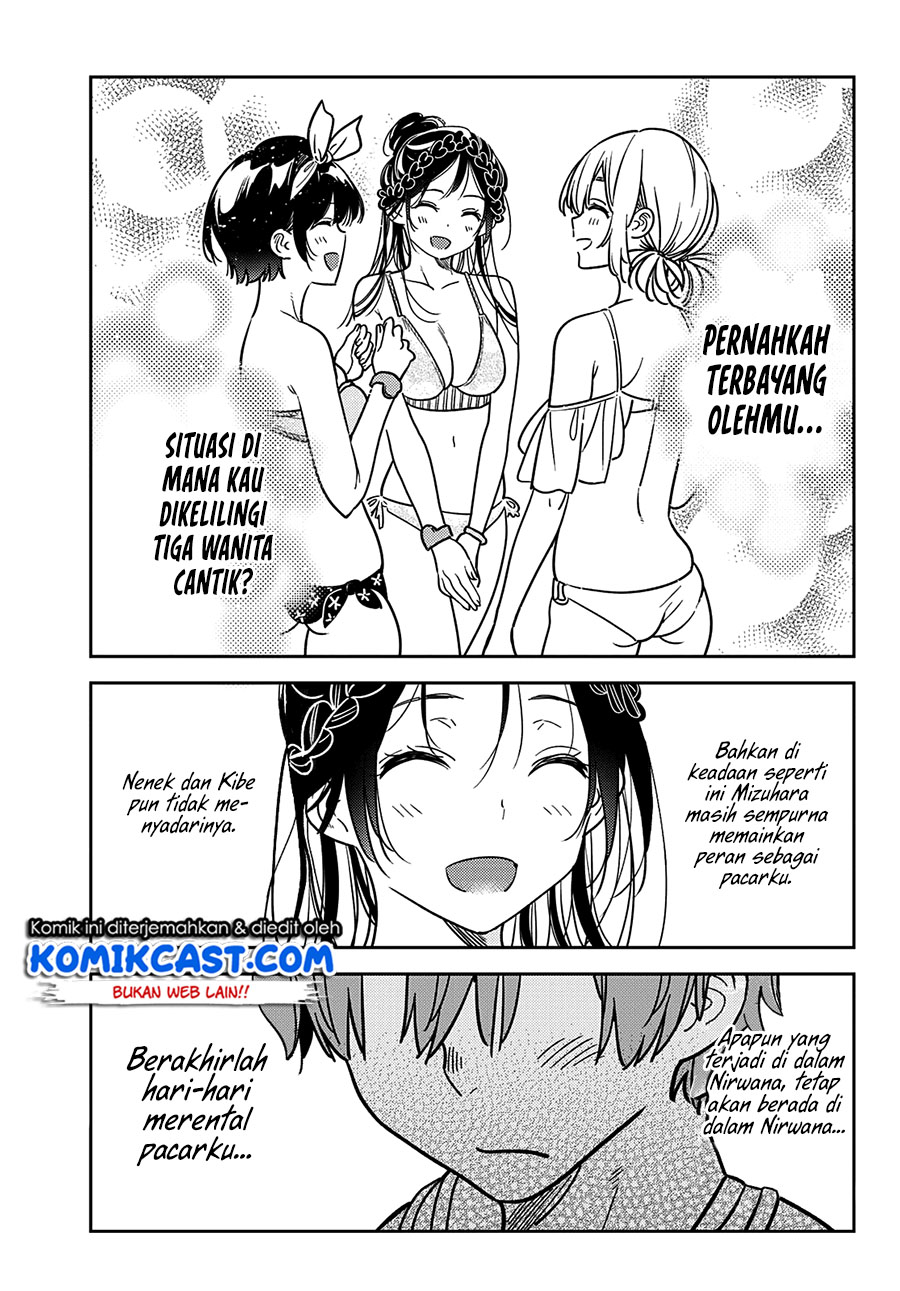 PERNAHKAH
TERBAYANG
OLEHMU...
SITUASI DI
MANA KAU
DIKELILINGI
TIGA WANITA
CANTIK?
Bahkan di
keadaan seperti
ini Mizuhara
masih sempurna
memainkan
peran sebagai
pacarku.
Nenek dan Kibe
pun tidak me-
nyadarinya.
Komik ini diterjemahkan & diedit oleh
KOMIKCAST.COM
BUKAN WEB LAIN!!
Apapun yang
terjadi di dalam
Nirwana, tetap
akan berada di
dalam Nirwana...
Berakhirlah
hari-hari
merental
pacarku...